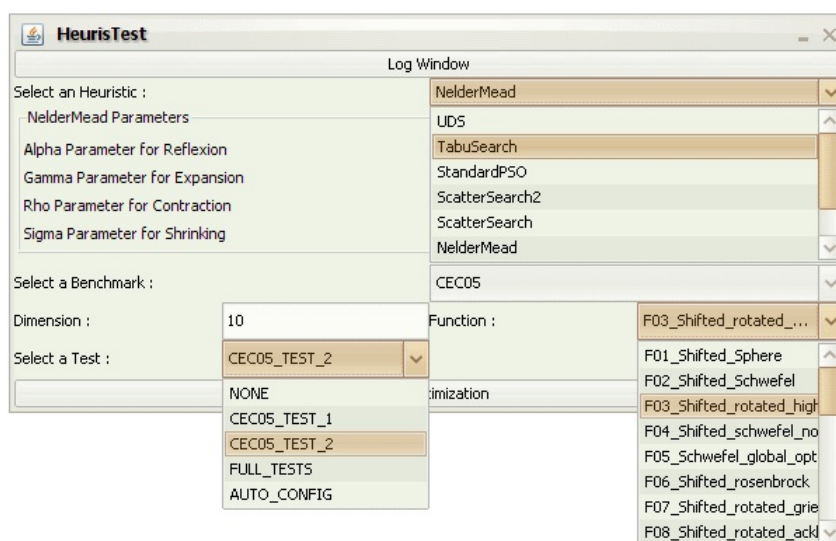 HeurisTest
Log Window
Select an Heuristic :
NelderMead
NelderMead Parameters
UDS
Alpha Parameter for Reflexion
TabuSearch
Gamma Parameter for Expansion
StandardPSO
Rho Parameter for Contraction
ScatterSearch2
Sigma Parameter for Shrinking
ScatterSearch
NelderMead
Select a Benchmark :
CEC05
Dimension :
10
Function :
F03_Shifted_rotated_...
Select a Test :
CEC05_TEST_2
NONE
CEC05_TEST_1
CEC05_TEST_2
FULL_TESTS
AUTO_CONFIG
timization
F01_Shifted_Sphere
F02_Shifted_Schwefel
F03_Shifted_rotated_high
F04_Shifted_schwefel_no
F05_Schwefel_global_opt
F06_Shifted_rosenbrock
F07_Shifted_rotated_grie
F08_Shifted_rotated_ackl